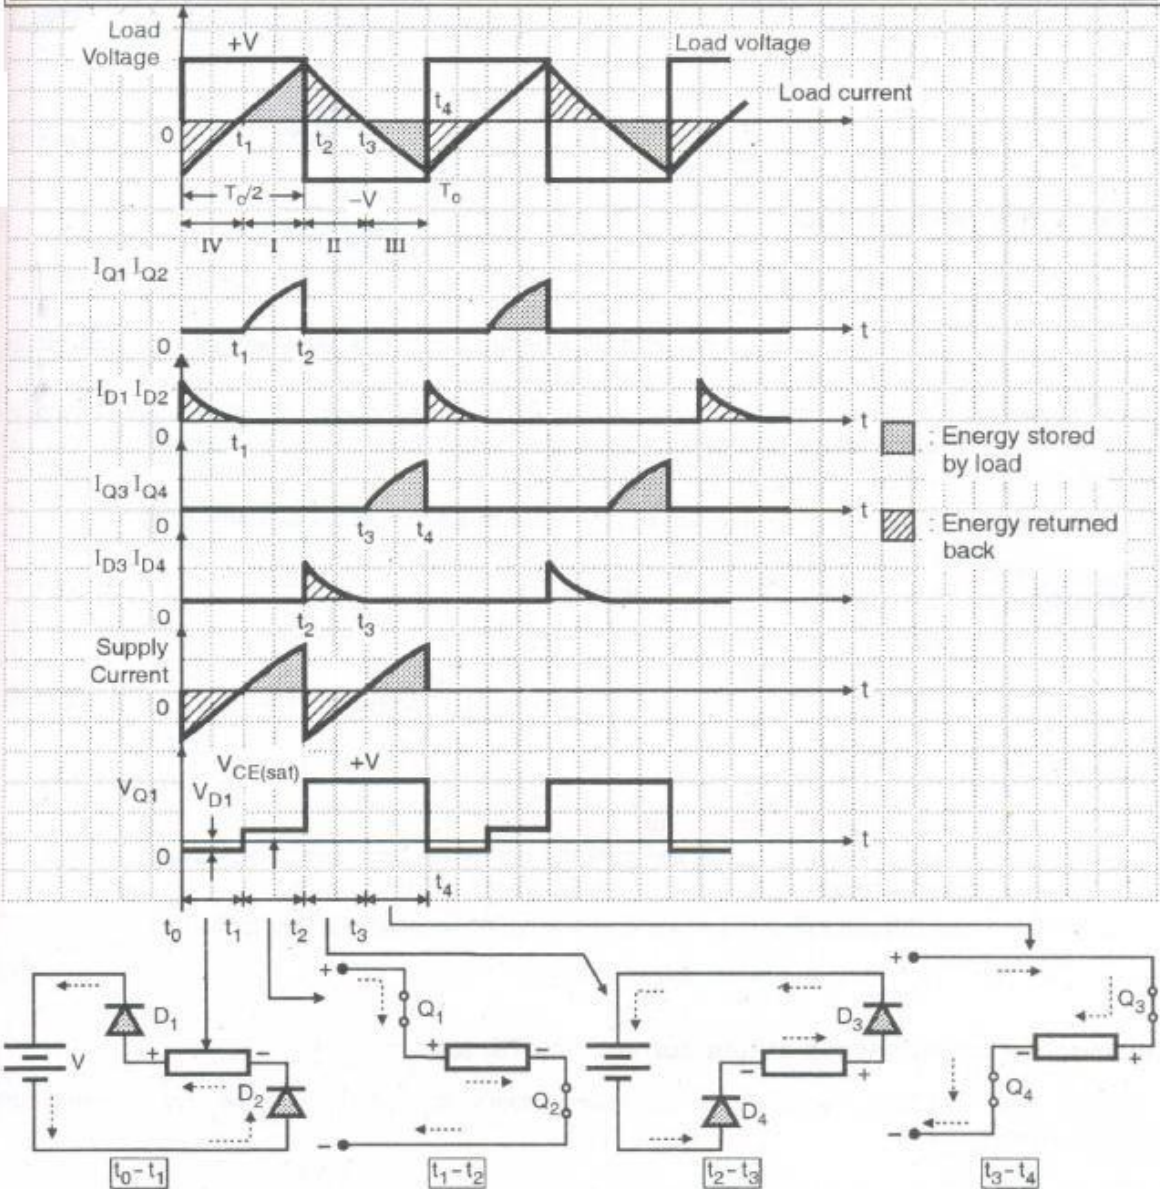 Load
Voltage
+V
Load voltage
Load current
t4
0
t1
t2
t3
To/2
–V
To
IV
I
II
III
IQ1 IQ2
t
0
t1
t2
ID1 ID2
t
0
t1
: Energy stored
by load
IQ3 IQ4
t
0
t3
t4
: Energy returned
back
ID3 ID4
0
t2
t3
Supply
Current
0
t
VCE(sat)
+V
VQ1
VD1
t
0
t4
t0
t1
t2
t3
+
+
Q1
D1
V
+
–
D2
+
–
Q2
–
D3
–
+
D4
Q3
–
+
Q4
–
t0 – t1
t1 – t2
t2 – t3
t3 – t4